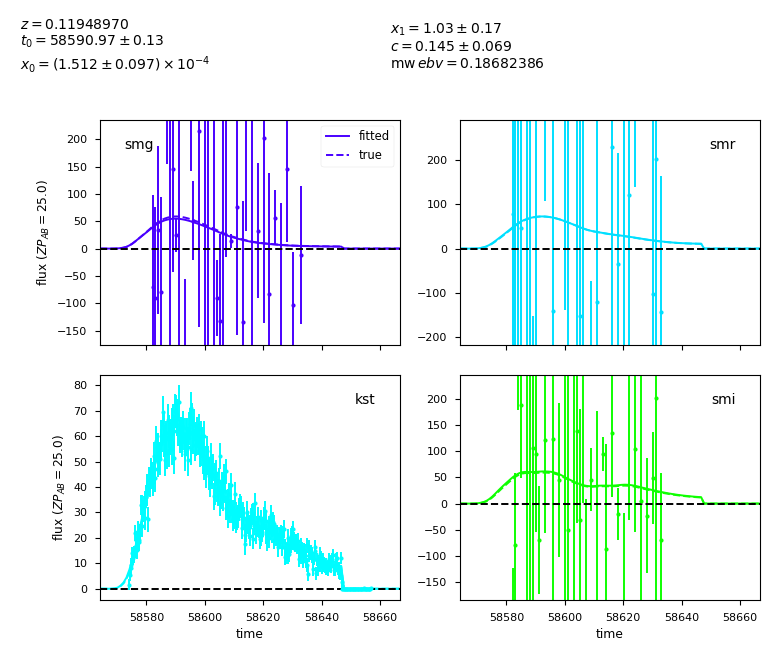 z = 0.11948970
t₀ = 58590.97 ± 0.13
x₀ = (1.512 ± 0.097) × 10⁻⁴
x₁ = 1.03 ± 0.17
c = 0.145 ± 0.069
mw ebv = 0.18682386
smg
fitted
true
200
150
100
50
0
−50
−100
−150
flux (ZP_AB = 25.0)
smr
200
100
0
−100
−200
kst
80
70
60
50
40
30
20
10
0
flux (ZP_AB = 25.0)
58580 58600 58620 58640 58660
time
smi
200
150
100
50
0
−50
−100
−150
58580 58600 58620 58640 58660
time